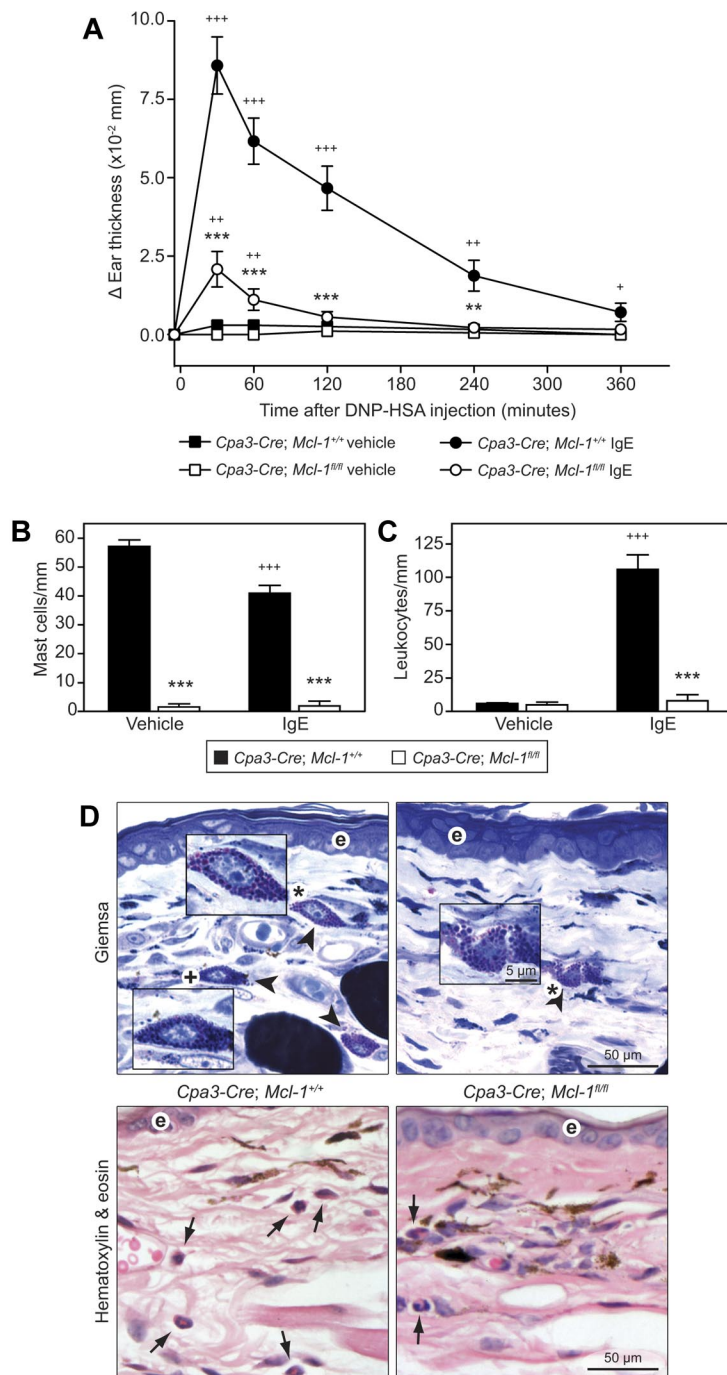 A
10.0
7.5
5.0
2.5
0.0
Δ Ear thickness (x10⁻² mm)
+++
+++
+++
++
+
++
***
++
***
***
**
0 60 120 180 240 300 360
Time after DNP-HSA injection (minutes)
Cpa3-Cre; Mcl-1+/+ vehicle
Cpa3-Cre; Mcl-1+/+ IgE
Cpa3-Cre; Mcl-1fl/fl vehicle
Cpa3-Cre; Mcl-1fl/fl IgE
B
60
50
40
30
20
10
0
Mast cells/mm
***
+++
***
Vehicle IgE
C
125
100
75
50
25
0
Leukocytes/mm
+++
***
Vehicle IgE
Cpa3-Cre; Mcl-1+/+ Cpa3-Cre; Mcl-1fl/fl
D
Giemsa
e
*
+
e
5 µm
*
50 µm
Cpa3-Cre; Mcl-1+/+ Cpa3-Cre; Mcl-1fl/fl
Hematoxylin & eosin
e
e
50 µm